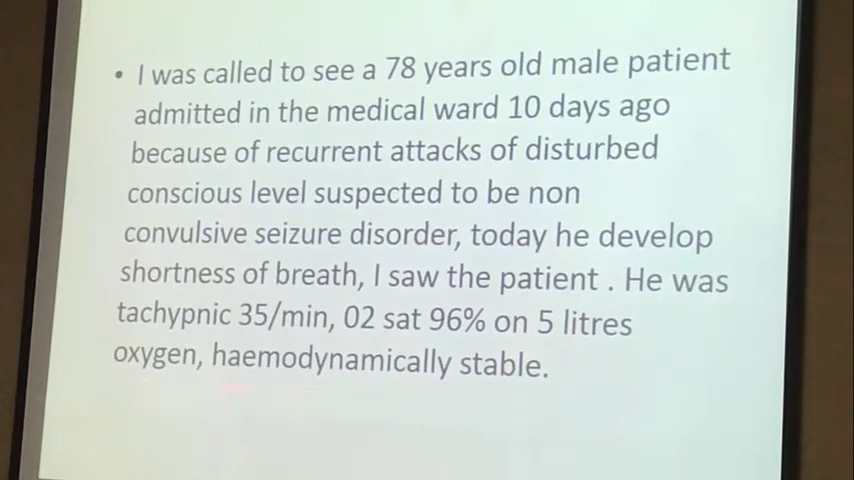 • I was called to see a 78 years old male patient
admitted in the medical ward 10 days ago
because of recurrent attacks of disturbed
conscious level suspected to be non
convulsive seizure disorder, today he develop
shortness of breath, I saw the patient . He was
tachypnic 35/min, 02 sat 96% on 5 litres
oxygen, haemodynamically stable.